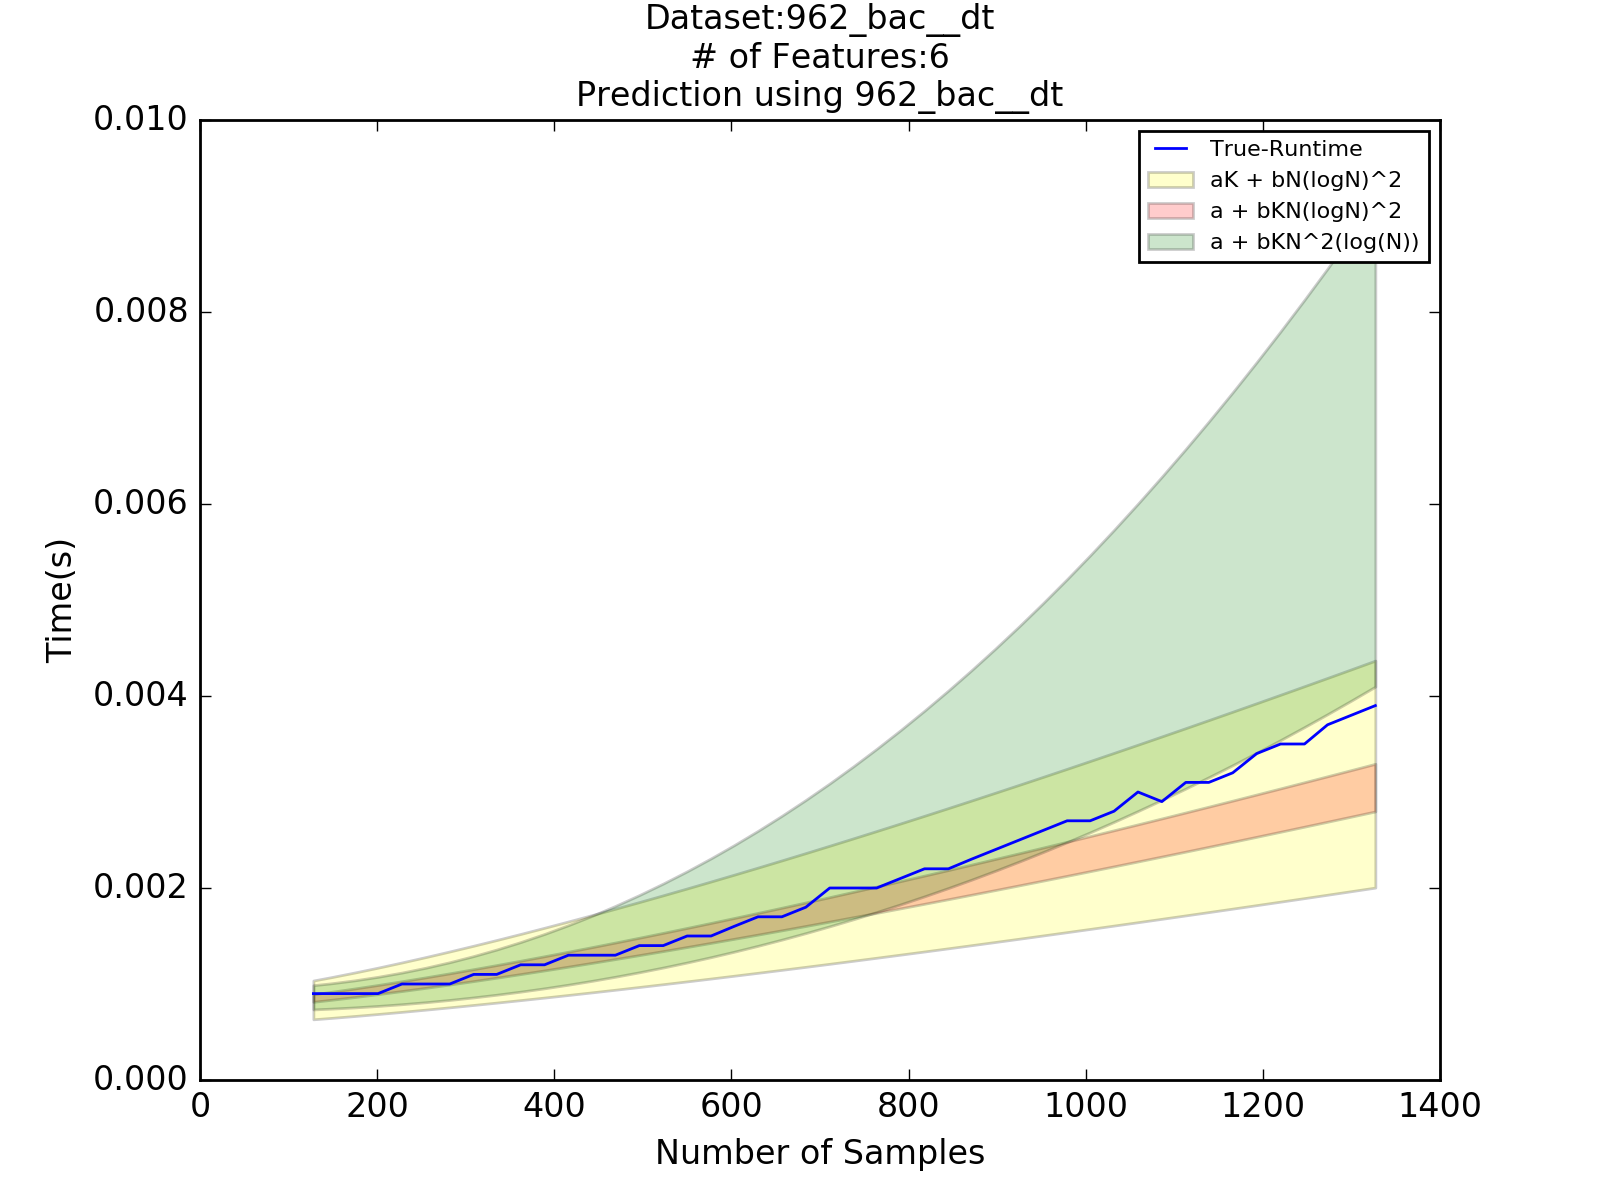 Dataset:962_bac__dt
# of Features:6
Prediction using 962_bac__dt
0.010
0.008
0.006
0.004
0.002
0.000
Time(s)
True-Runtime
aK + bN(logN)^2
a + bKN(logN)^2
a + bKN^2(log(N))
0 200 400 600 800 1000 1200 1400
Number of Samples